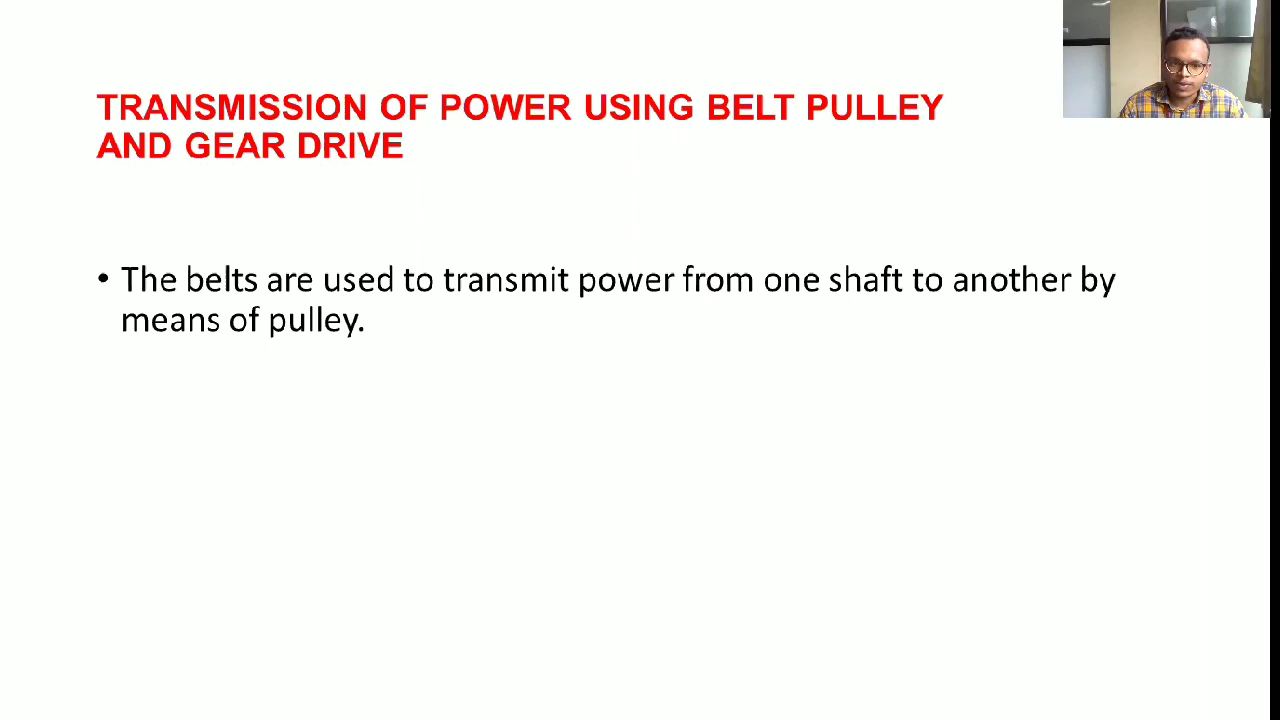 TRANSMISSION OF POWER USING BELT PULLEY
AND GEAR DRIVE
• The belts are used to transmit power from one shaft to another by
means of pulley.